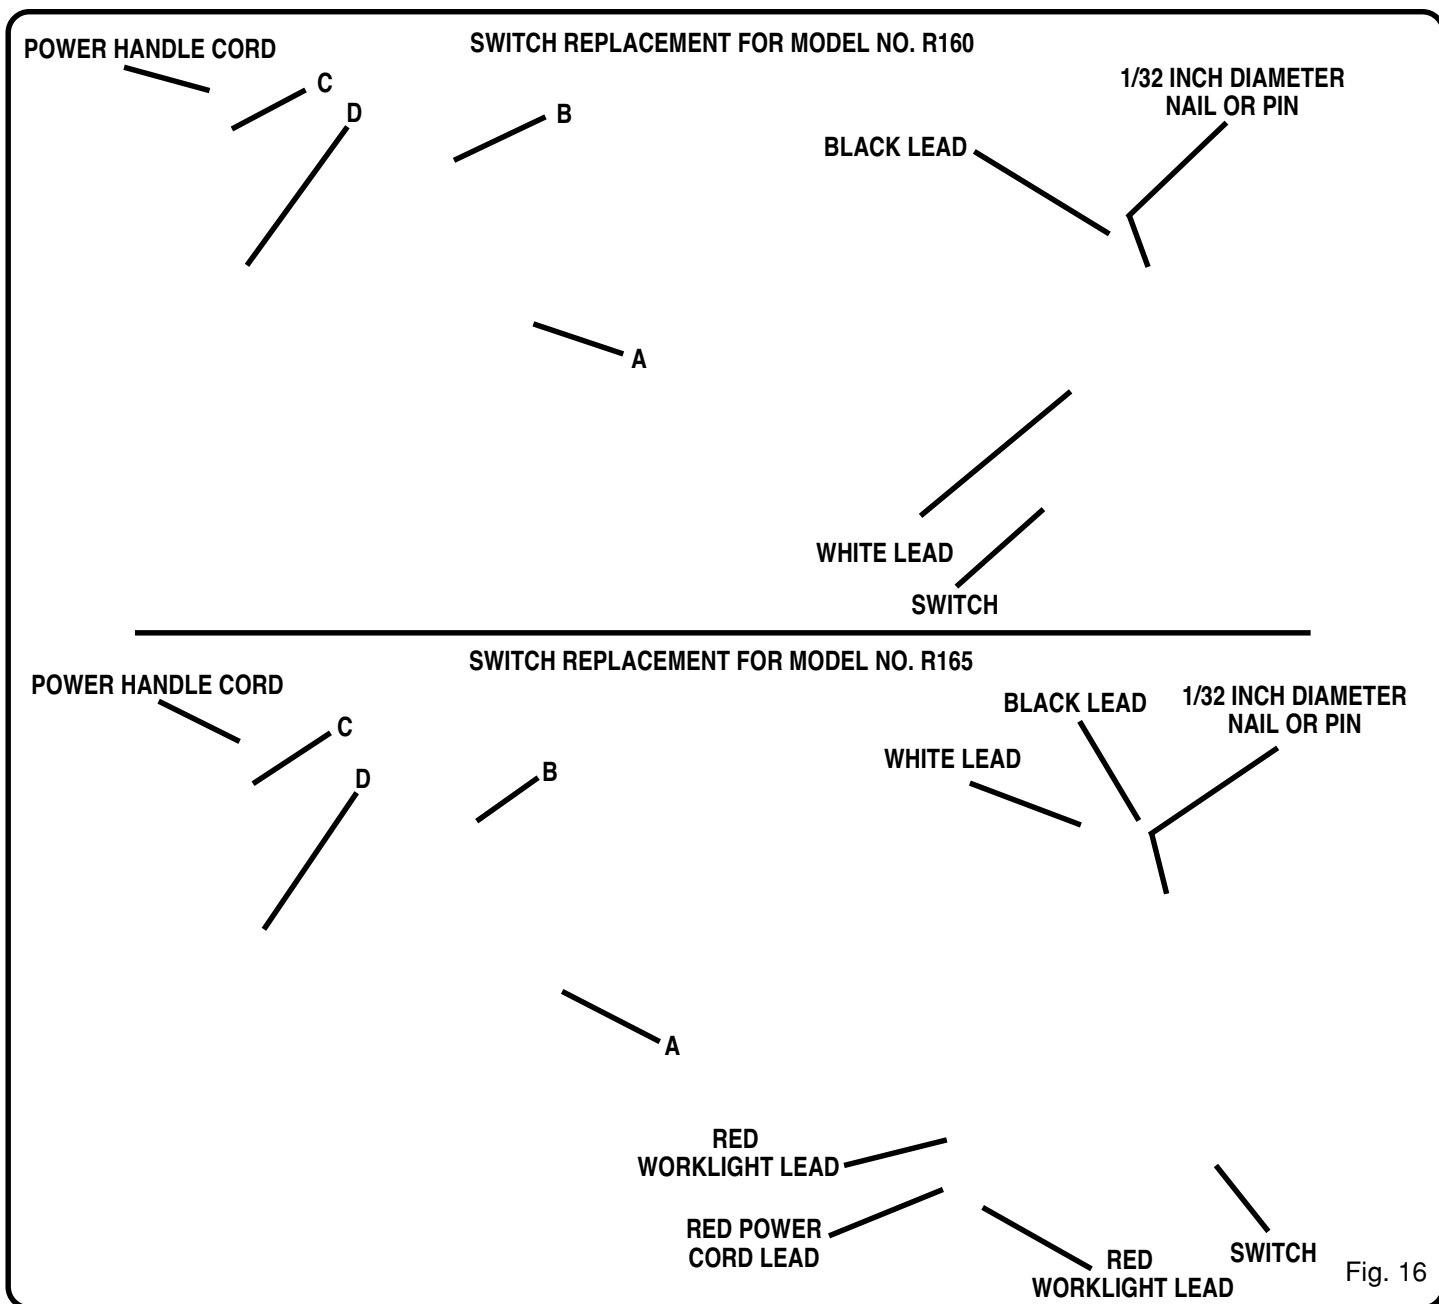 SWITCH REPLACEMENT FOR MODEL NO. R160
POWER HANDLE CORD
C
D
B
A
1/32 INCH DIAMETER
NAIL OR PIN
BLACK LEAD
WHITE LEAD
SWITCH
SWITCH REPLACEMENT FOR MODEL NO. R165
POWER HANDLE CORD
C
D
B
A
BLACK LEAD
1/32 INCH DIAMETER
NAIL OR PIN
WHITE LEAD
RED
WORKLIGHT LEAD
RED POWER
CORD LEAD
RED
WORKLIGHT LEAD
SWITCH
Fig. 16